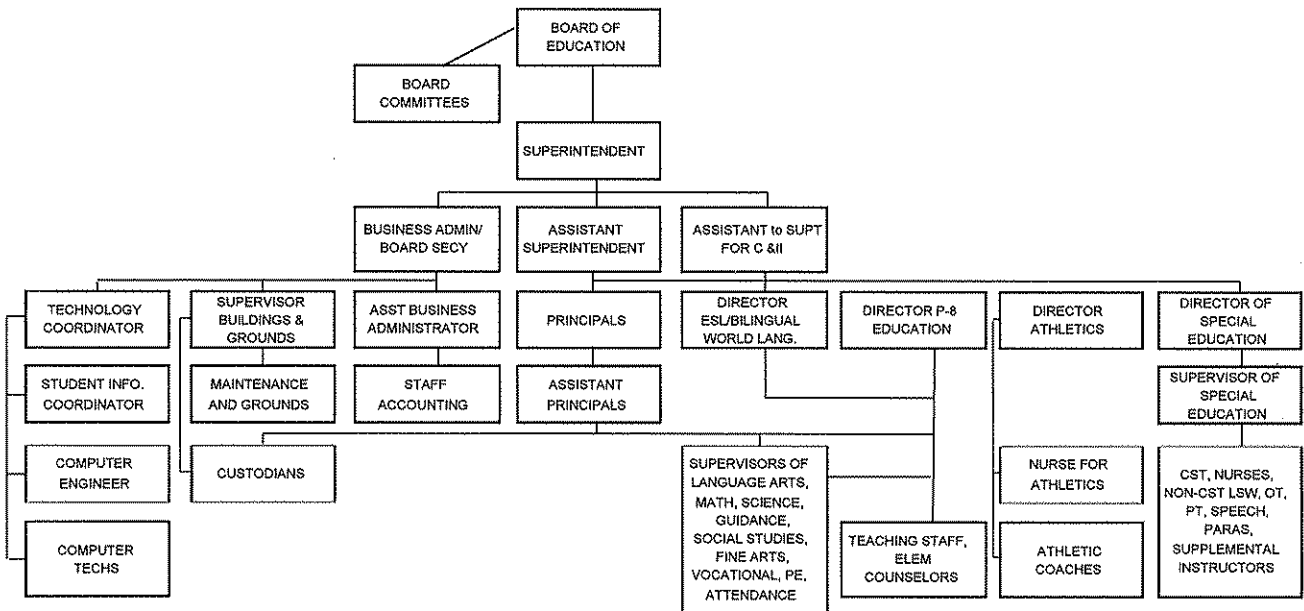 BOARD OF
EDUCATION
BOARD
COMMITTEES
SUPERINTENDENT
BUSINESS ADMIN/
BOARD SECY
ASSISTANT
SUPERINTENDENT
ASSISTANT to SUPT
FOR C &II
TECHNOLOGY
COORDINATOR
SUPERVISOR
BUILDINGS &
GROUNDS
ASST BUSINESS
ADMINISTRATOR
PRINCIPALS
DIRECTOR
ESL/BILINGUAL
WORLD LANG.
DIRECTOR P-8
EDUCATION
DIRECTOR
ATHLETICS
DIRECTOR OF
SPECIAL
EDUCATION
STUDENT INFO.
COORDINATOR
MAINTENANCE
AND GROUNDS
STAFF
ACCOUNTING
ASSISTANT
PRINCIPALS
SUPERVISOR OF
SPECIAL
EDUCATION
COMPUTER
ENGINEER
CUSTODIANS
SUPERVISORS OF
LANGUAGE ARTS,
MATH, SCIENCE,
GUIDANCE,
SOCIAL STUDIES,
FINE ARTS,
VOCATIONAL, PE,
ATTENDANCE
NURSE FOR
ATHLETICS
CST, NURSES,
NON-CST LSW, OT,
PT, SPEECH,
PARAS,
SUPPLEMENTAL
INSTRUCTORS
COMPUTER
TECHS
TEACHING STAFF,
ELEM
COUNSELORS
ATHLETIC
COACHES